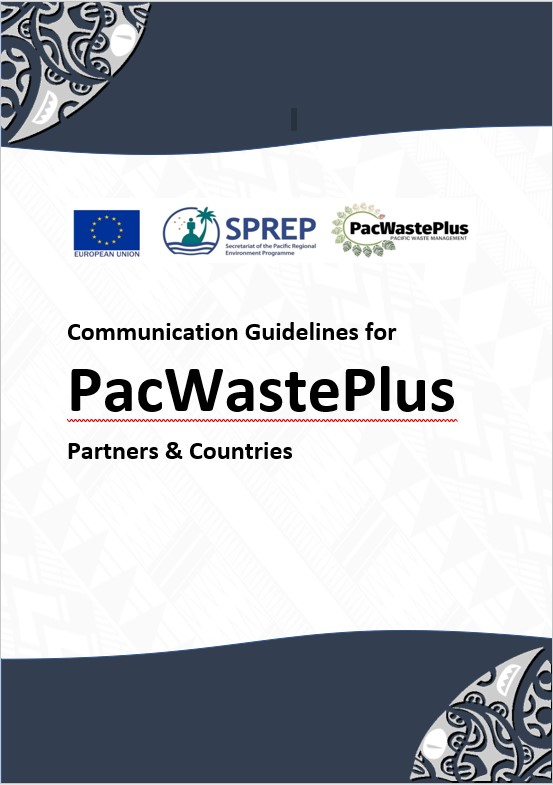 EUROPEAN UNION
SPREP
Secretariat of the Pacific Regional
Environment Programme
PacWastePlus
PACIFIC WASTE MANAGEMENT
Communication Guidelines for
PacWastePlus
Partners & Countries